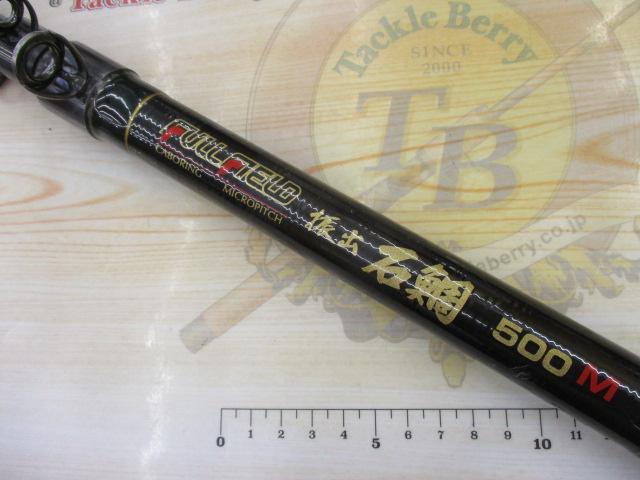 Tackle Berry
SINCE
2000
TB
FULL FIELD
CABORING MICROPITCH
振出 石鯛 500 M
0 1 2 3 4 5 6 7 8 9 10 11